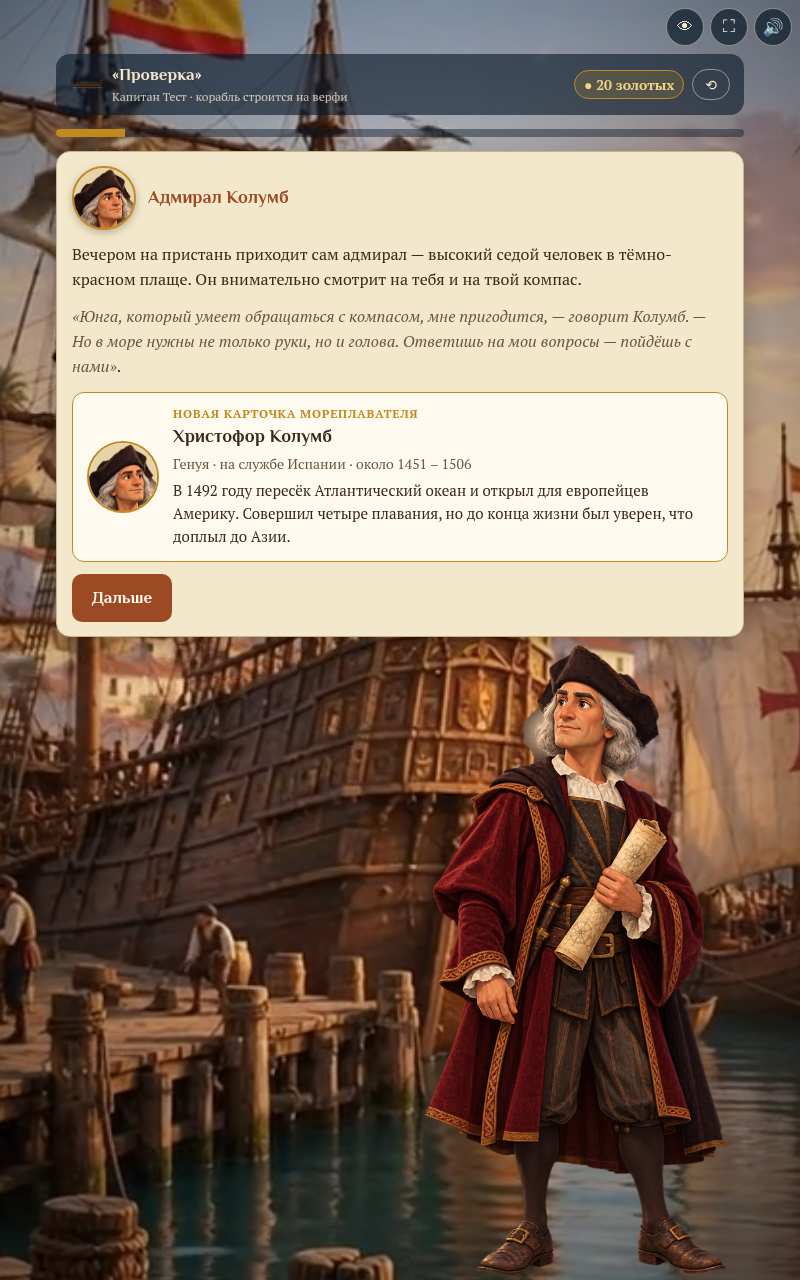 «Проверка»
Капитан Тест · корабль строится на верфи
● 20 золотых
Адмирал Колумб
Вечером на пристань приходит сам адмирал — высокий седой человек в тёмно-
красном плаще. Он внимательно смотрит на тебя и на твой компас.
«Юнга, который умеет обращаться с компасом, мне пригодится, — говорит Колумб. —
Но в море нужны не только руки, но и голова. Ответишь на мои вопросы — пойдёшь с
нами».
НОВАЯ КАРТОЧКА МОРЕПЛАВАТЕЛЯ
Христофор Колумб
Генуя · на службе Испании · около 1451 – 1506
В 1492 году пересёк Атлантический океан и открыл для европейцев
Америку. Совершил четыре плавания, но до конца жизни был уверен, что
доплыл до Азии.
Дальше